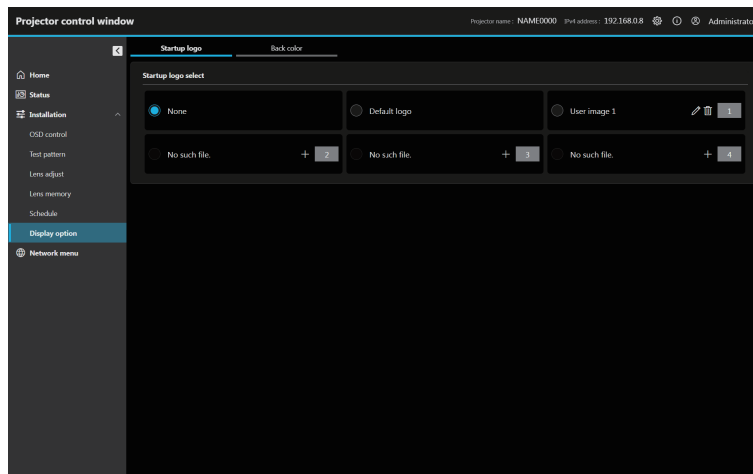 Projector control window
Projector name : NAME0000 IPv4 address : 192.168.0.8 Administrato
Startup logo Back color
Home
Status
Installation
OSD control
Test pattern
Lens adjust
Lens memory
Schedule
Display option
Network menu
Startup logo select
None
Default logo
User image 1 1
No such file. + 2
No such file. + 3
No such file. + 4